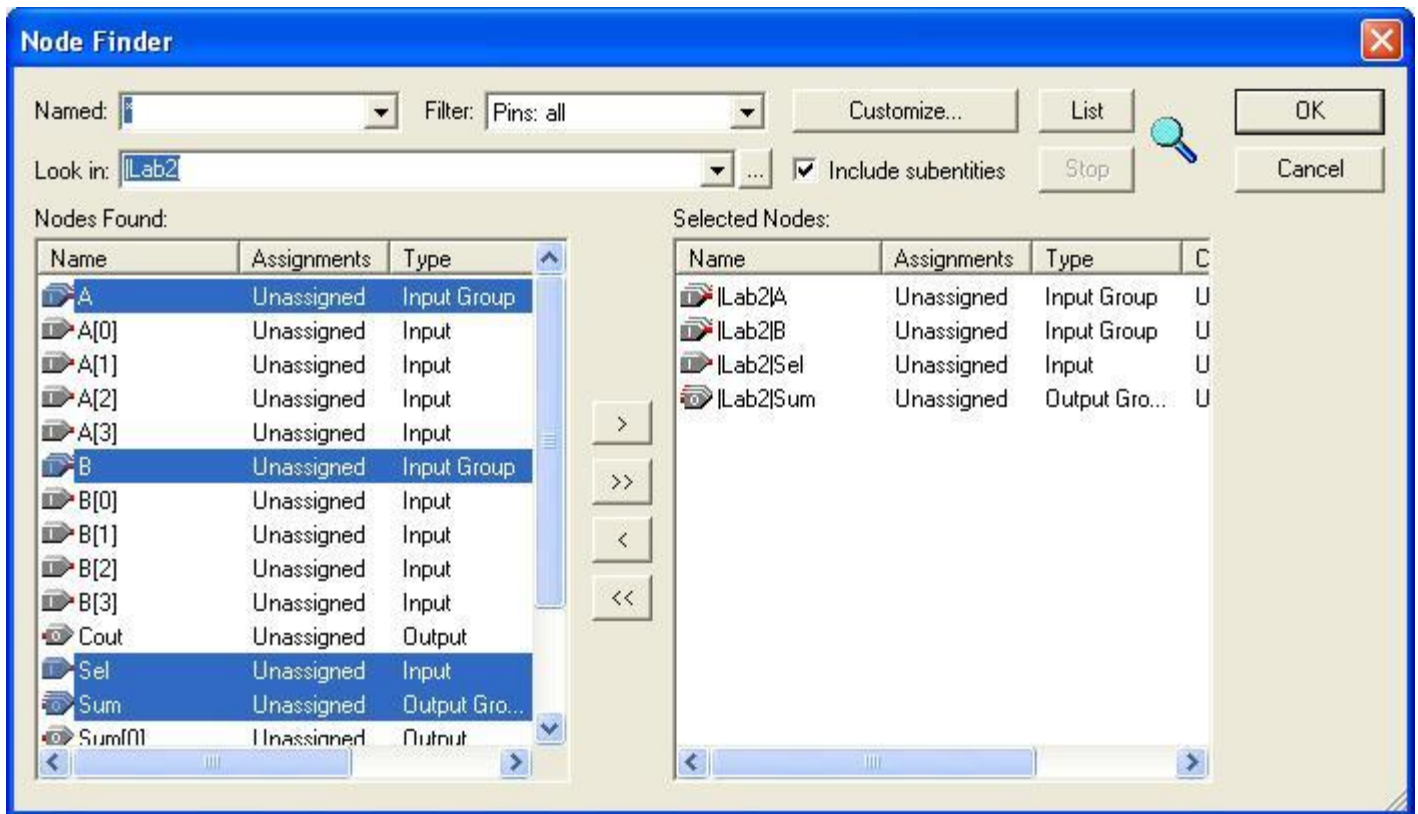 Node Finder
Named: * Filter: Pins: all Customize... List OK
Look in: |Lab2| ... Include subentities Stop Cancel
Nodes Found: Selected Nodes:
Name Assignments Type Name Assignments Type C
A Unassigned Input Group |Lab2|A Unassigned Input Group U
A[0] Unassigned Input |Lab2|B Unassigned Input Group U
A[1] Unassigned Input |Lab2|Sel Unassigned Input U
A[2] Unassigned Input |Lab2|Sum Unassigned Output Gro... U
A[3] Unassigned Input >
B Unassigned Input Group
B[0] Unassigned Input >>
B[1] Unassigned Input <
B[2] Unassigned Input
B[3] Unassigned Input <<
Cout Unassigned Output
Sel Unassigned Input
Sum Unassigned Output Gro...
Sum[0] Unassigned Output